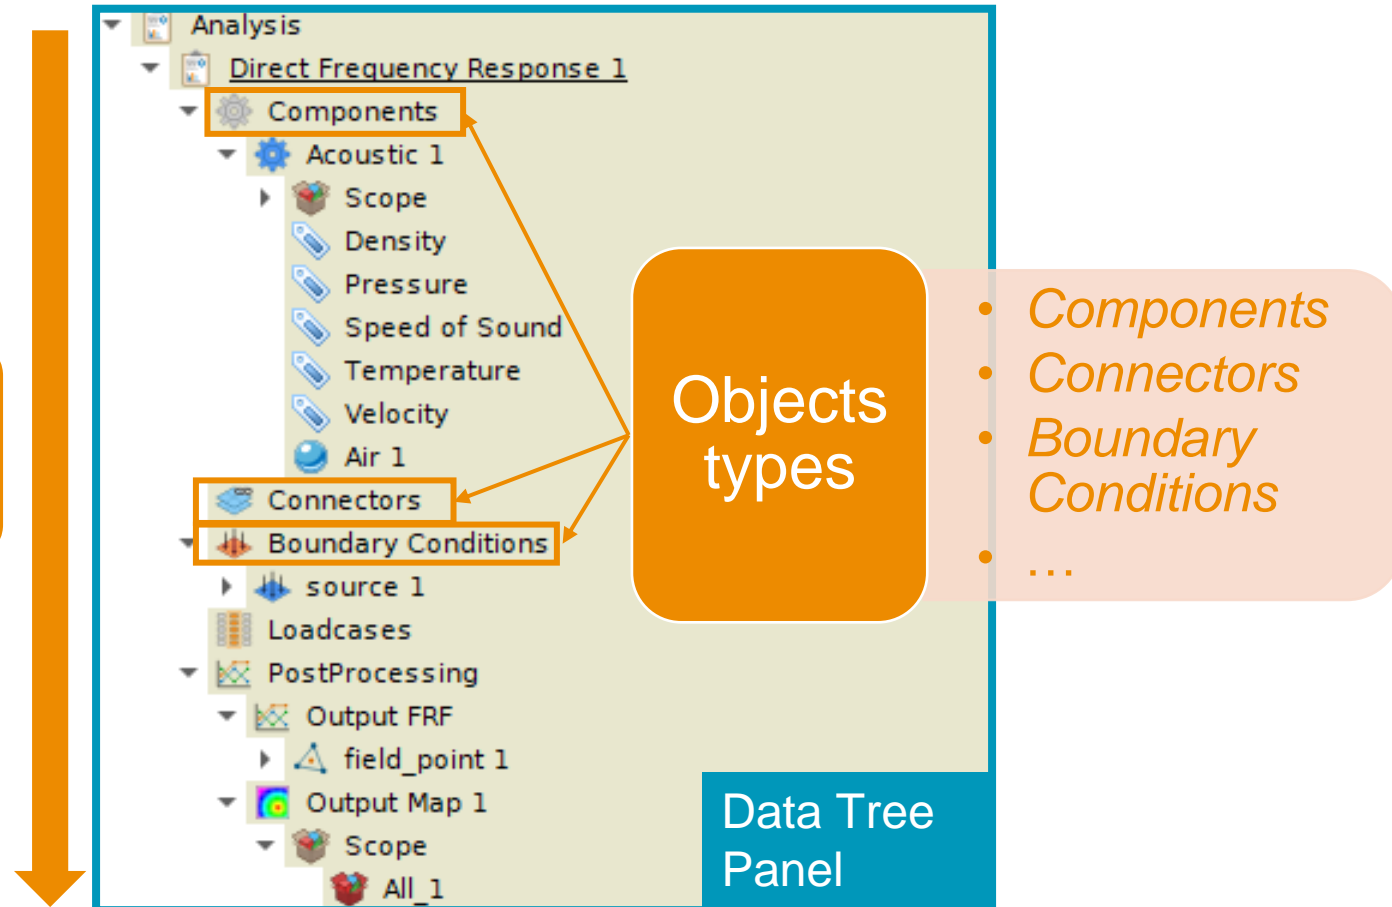 Analysis
Direct Frequency Response 1
Components
Acoustic 1
Scope
Density
Pressure
Speed of Sound
Temperature
Velocity
Air 1
Connectors
Boundary Conditions
source 1
Loadcases
PostProcessing
Output FRF
field_point 1
Output Map 1
Scope
All_1
Objects
types
• Components
• Connectors
• Boundary
Conditions
• ...
Data Tree
Panel